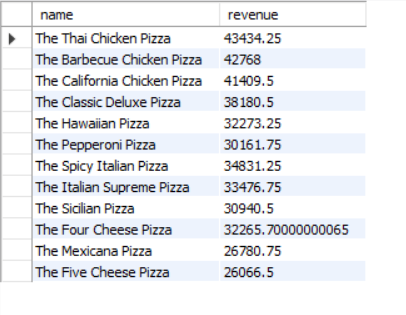 name revenue
The Thai Chicken Pizza 43434.25
The Barbecue Chicken Pizza 42768
The California Chicken Pizza 41409.5
The Classic Deluxe Pizza 38180.5
The Hawaiian Pizza 32273.25
The Pepperoni Pizza 30161.75
The Spicy Italian Pizza 34831.25
The Italian Supreme Pizza 33476.75
The Sicilian Pizza 30940.5
The Four Cheese Pizza 32265.70000000065
The Mexicana Pizza 26780.75
The Five Cheese Pizza 26066.5